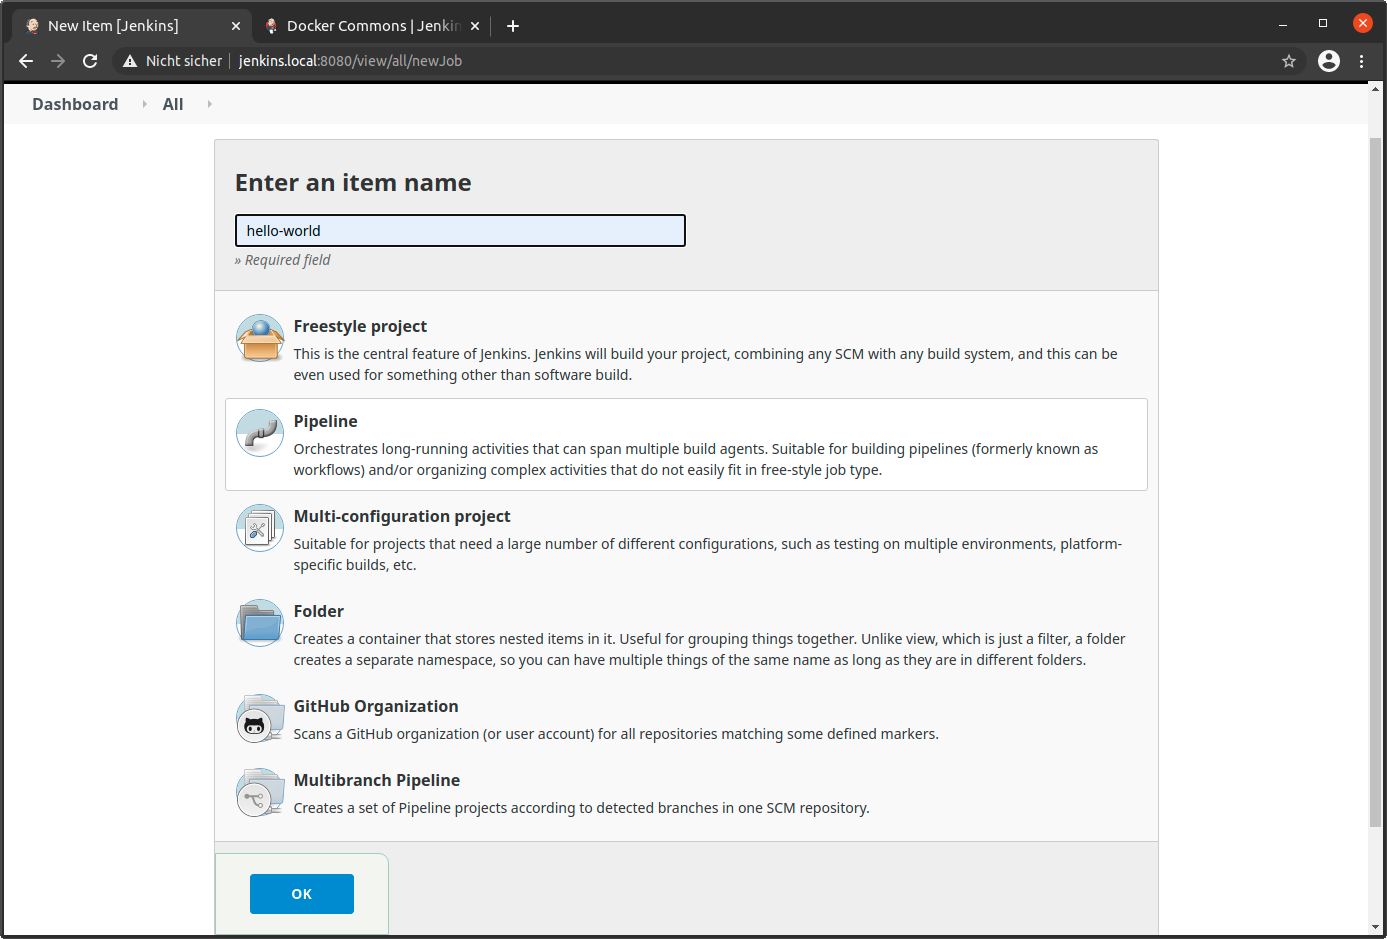 New Item [Jenkins]
Docker Commons | Jenkin
Nicht sicher
jenkins.local:8080/view/all/newJob
Dashboard
All
Enter an item name
hello-world
» Required field
Freestyle project
This is the central feature of Jenkins. Jenkins will build your project, combining any SCM with any build system, and this can be
even used for something other than software build.
Pipeline
Orchestrates long-running activities that can span multiple build agents. Suitable for building pipelines (formerly known as
workflows) and/or organizing complex activities that do not easily fit in free-style job type.
Multi-configuration project
Suitable for projects that need a large number of different configurations, such as testing on multiple environments, platform-
specific builds, etc.
Folder
Creates a container that stores nested items in it. Useful for grouping things together. Unlike view, which is just a filter, a folder
creates a separate namespace, so you can have multiple things of the same name as long as they are in different folders.
GitHub Organization
Scans a GitHub organization (or user account) for all repositories matching some defined markers.
Multibranch Pipeline
Creates a set of Pipeline projects according to detected branches in one SCM repository.
OK